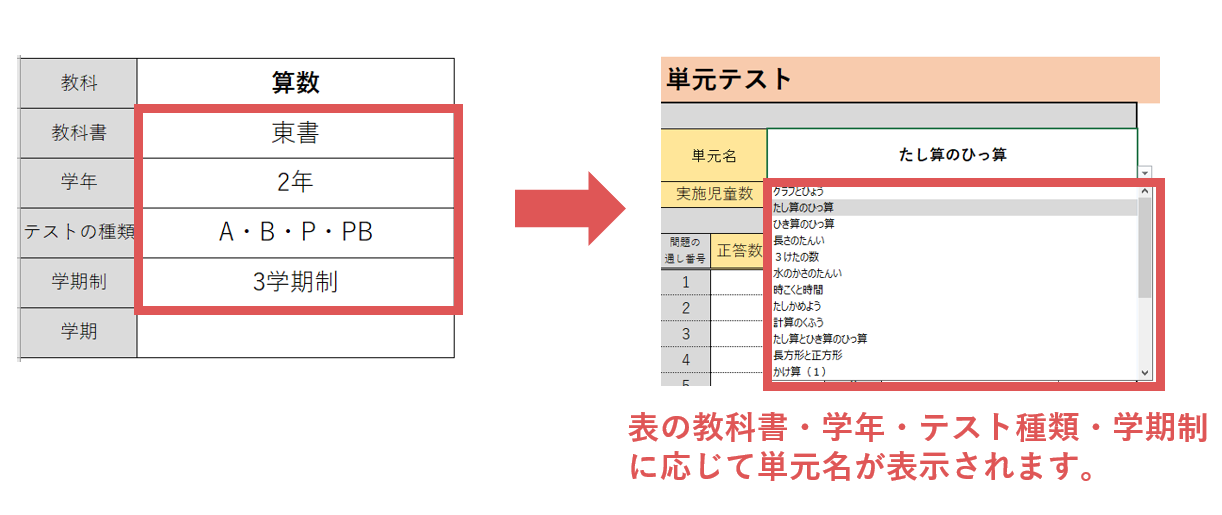 教科 算数
教科書 東書
学年 2年
テストの種類 A・B・P・PB
学期制 3学期制
学期
単元テスト
単元名 たし算のひっ算
実施児童数
グラフとひょう
たし算のひっ算
ひき算のひっ算
長さのたんい
３けたの数
水のかさのたんい
時こくと時間
たしかめよう
計算のくふう
たし算とひき算のひっ算
長方形と正方形
かけ算（１）
問題の
通し番号 正答数
1
2
3
4
5
表の教科書・学年・テスト種類・学期制
に応じて単元名が表示されます。